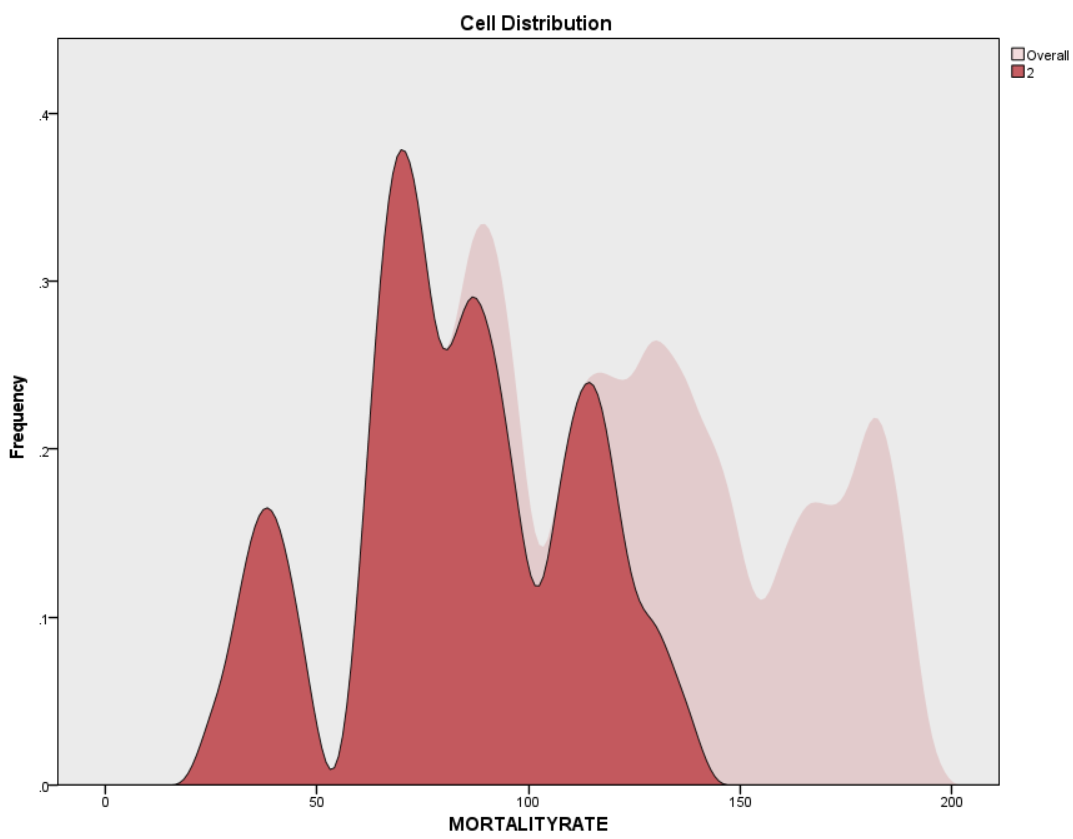 Cell Distribution
Overall
2
.4
.3
.2
.1
.0
Frequency
0 50 100 150 200
MORTALITYRATE